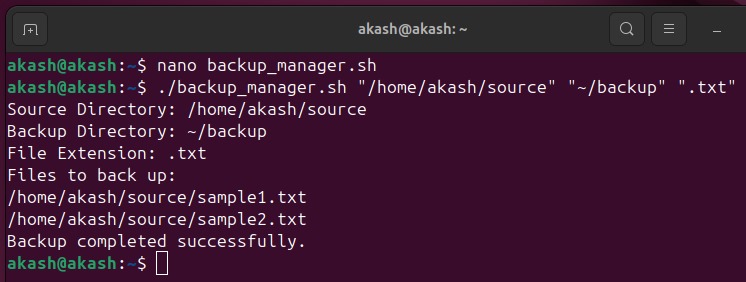 akash@akash: ~
akash@akash:~$ nano backup_manager.sh
akash@akash:~$ ./backup_manager.sh "/home/akash/source" "~/backup" ".txt"
Source Directory: /home/akash/source
Backup Directory: ~/backup
File Extension: .txt
Files to back up:
/home/akash/source/sample1.txt
/home/akash/source/sample2.txt
Backup completed successfully.
akash@akash:~$